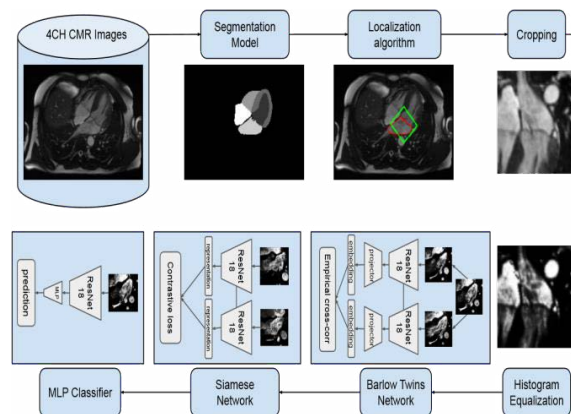 4CH CMR Images
Segmentation
Model
Localization
algorithm
Cropping
prediction
MLP
ResNet
18
Contrastive loss
representation
ResNet
18
representation
ResNet
18
Empirical cross-corr
embedding
projector
ResNet
18
embedding
projector
ResNet
18
MLP Classifier
Siamese
Network
Barlow Twins
Network
Histogram
Equalization